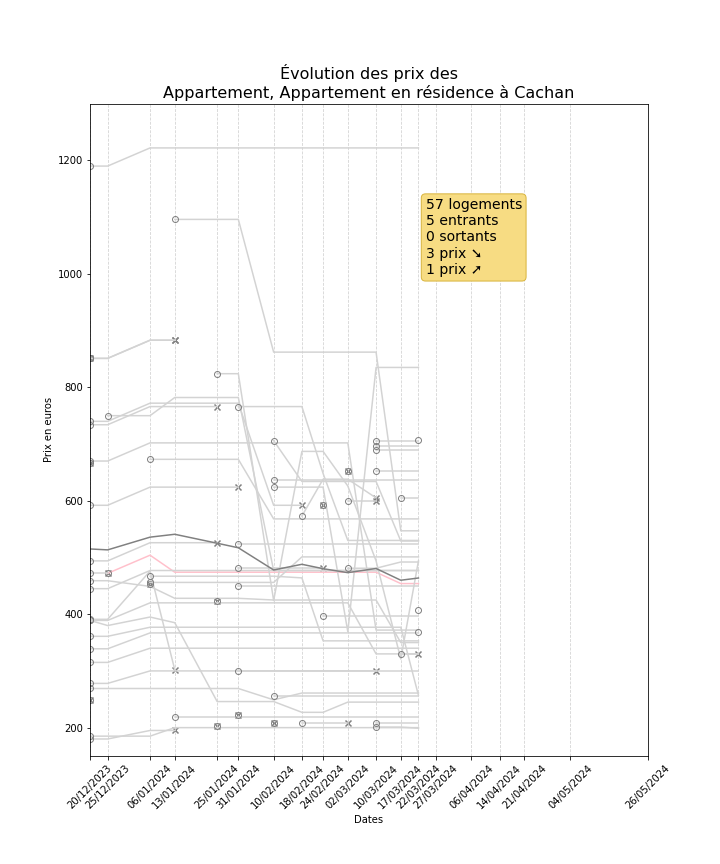 Évolution des prix des
Appartement, Appartement en résidence à Cachan
1200
1000
800
600
400
200
Prix en euros
57 logements
5 entrants
0 sortants
3 prix ➘
1 prix ➚
20/12/2023
25/12/2023
06/01/2024
13/01/2024
25/01/2024
31/01/2024
10/02/2024
18/02/2024
24/02/2024
02/03/2024
10/03/2024
17/03/2024
22/03/2024
27/03/2024
06/04/2024
14/04/2024
21/04/2024
04/05/2024
26/05/2024
Dates